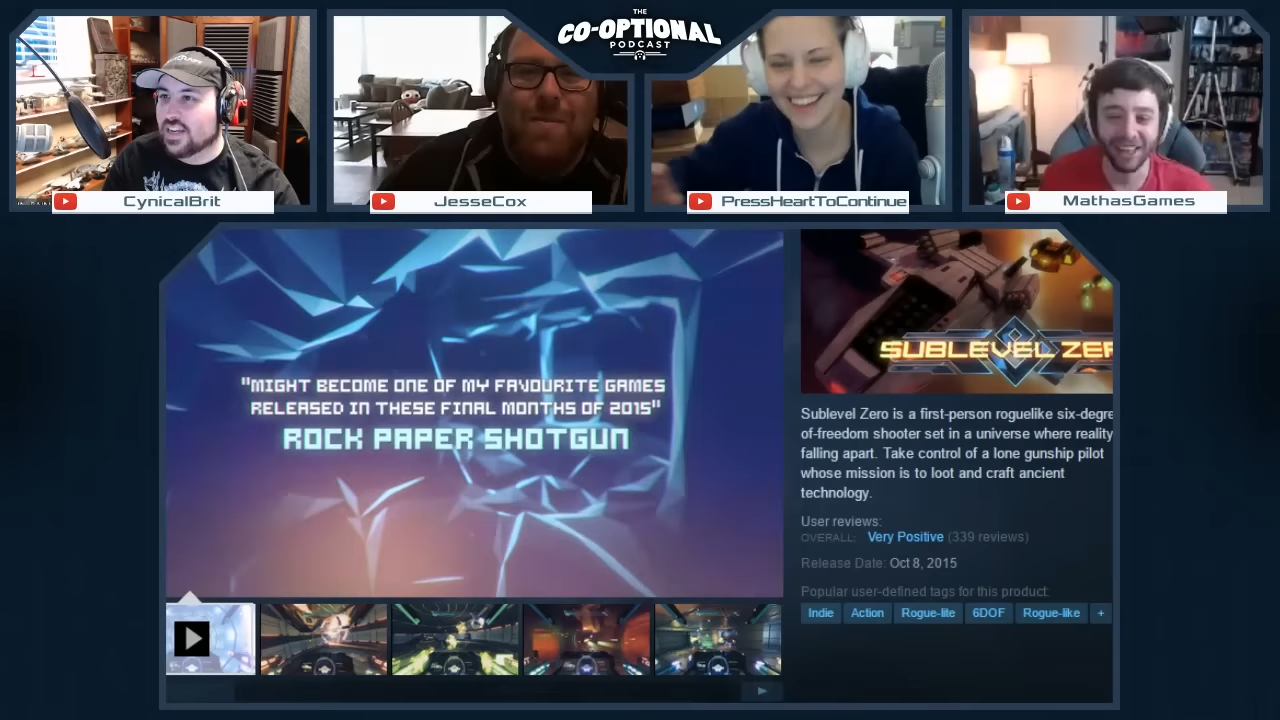 THE
CO-OPTIONAL
PODCAST
CynicalBrit
JesseCox
PressHeartToContinue
MathasGames
"MIGHT BECOME ONE OF MY FAVOURITE GAMES
RELEASED IN THESE FINAL MONTHS OF 2015"
ROCK PAPER SHOTGUN
SUBLEVEL ZER
Sublevel Zero is a first-person roguelike six-degre
of-freedom shooter set in a universe where reality
falling apart. Take control of a lone gunship pilot
whose mission is to loot and craft ancient
technology.
User reviews:
OVERALL: Very Positive (339 reviews)
Release Date: Oct 8, 2015
Popular user-defined tags for this product:
Indie Action Rogue-lite 6DOF Rogue-like +